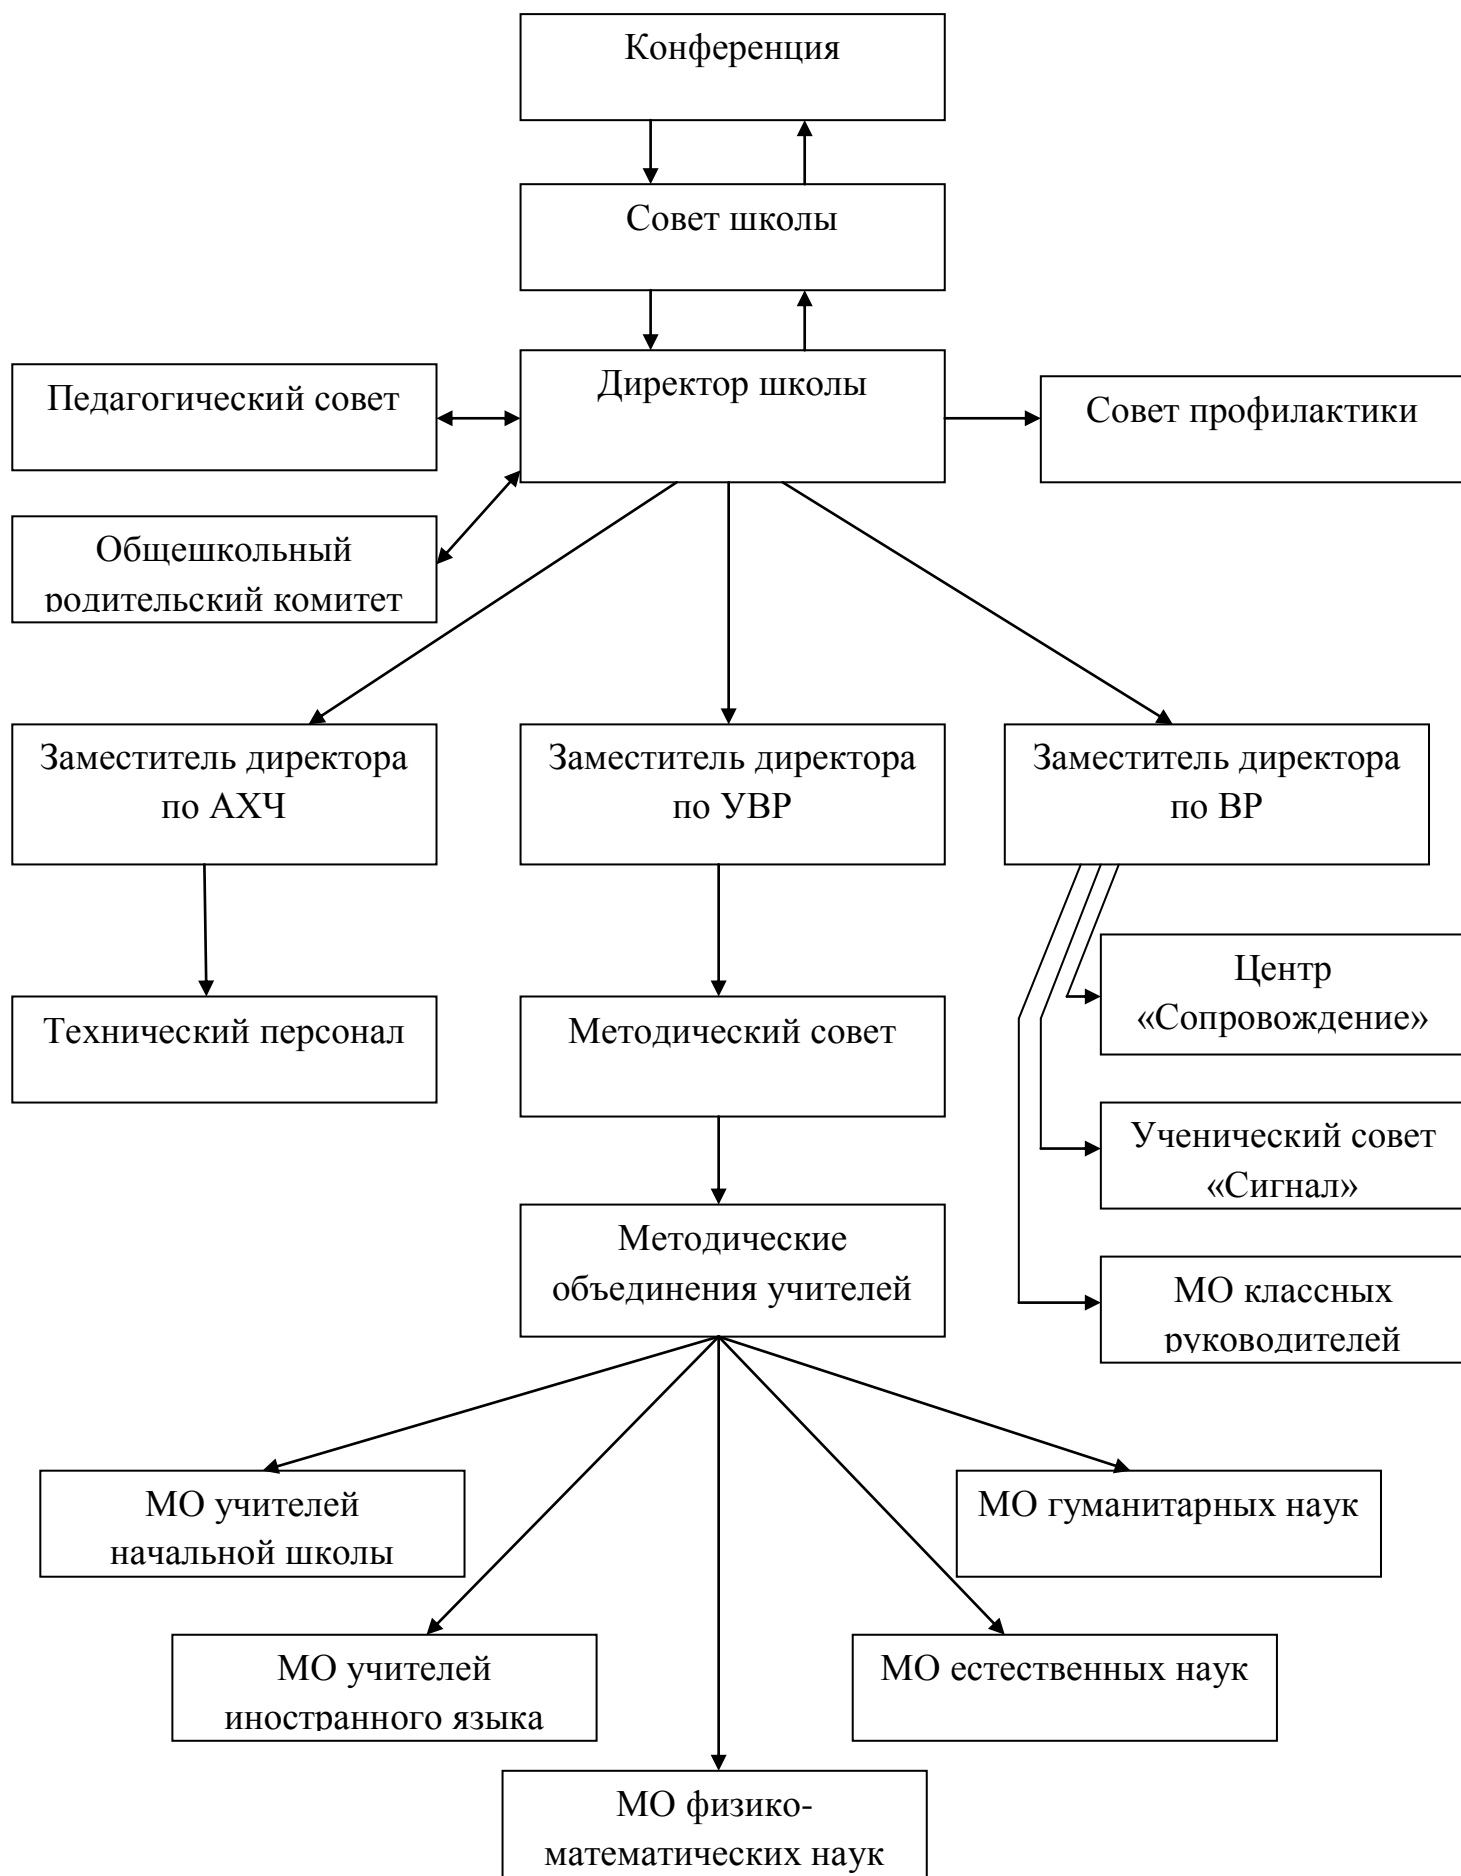 Конференция
Совет школы
Директор школы
Педагогический совет
Совет профилактики
Общешкольный
родительский комитет
Заместитель директора
по АХЧ
Заместитель директора
по УВР
Заместитель директора
по ВР
Центр
«Сопровождение»
Технический персонал
Методический совет
Ученический совет
«Сигнал»
Методические
объединения учителей
МО классных
руководителей
МО учителей
начальной школы
МО гуманитарных наук
МО учителей
иностранного языка
МО естественных наук
МО физико-
математических наук